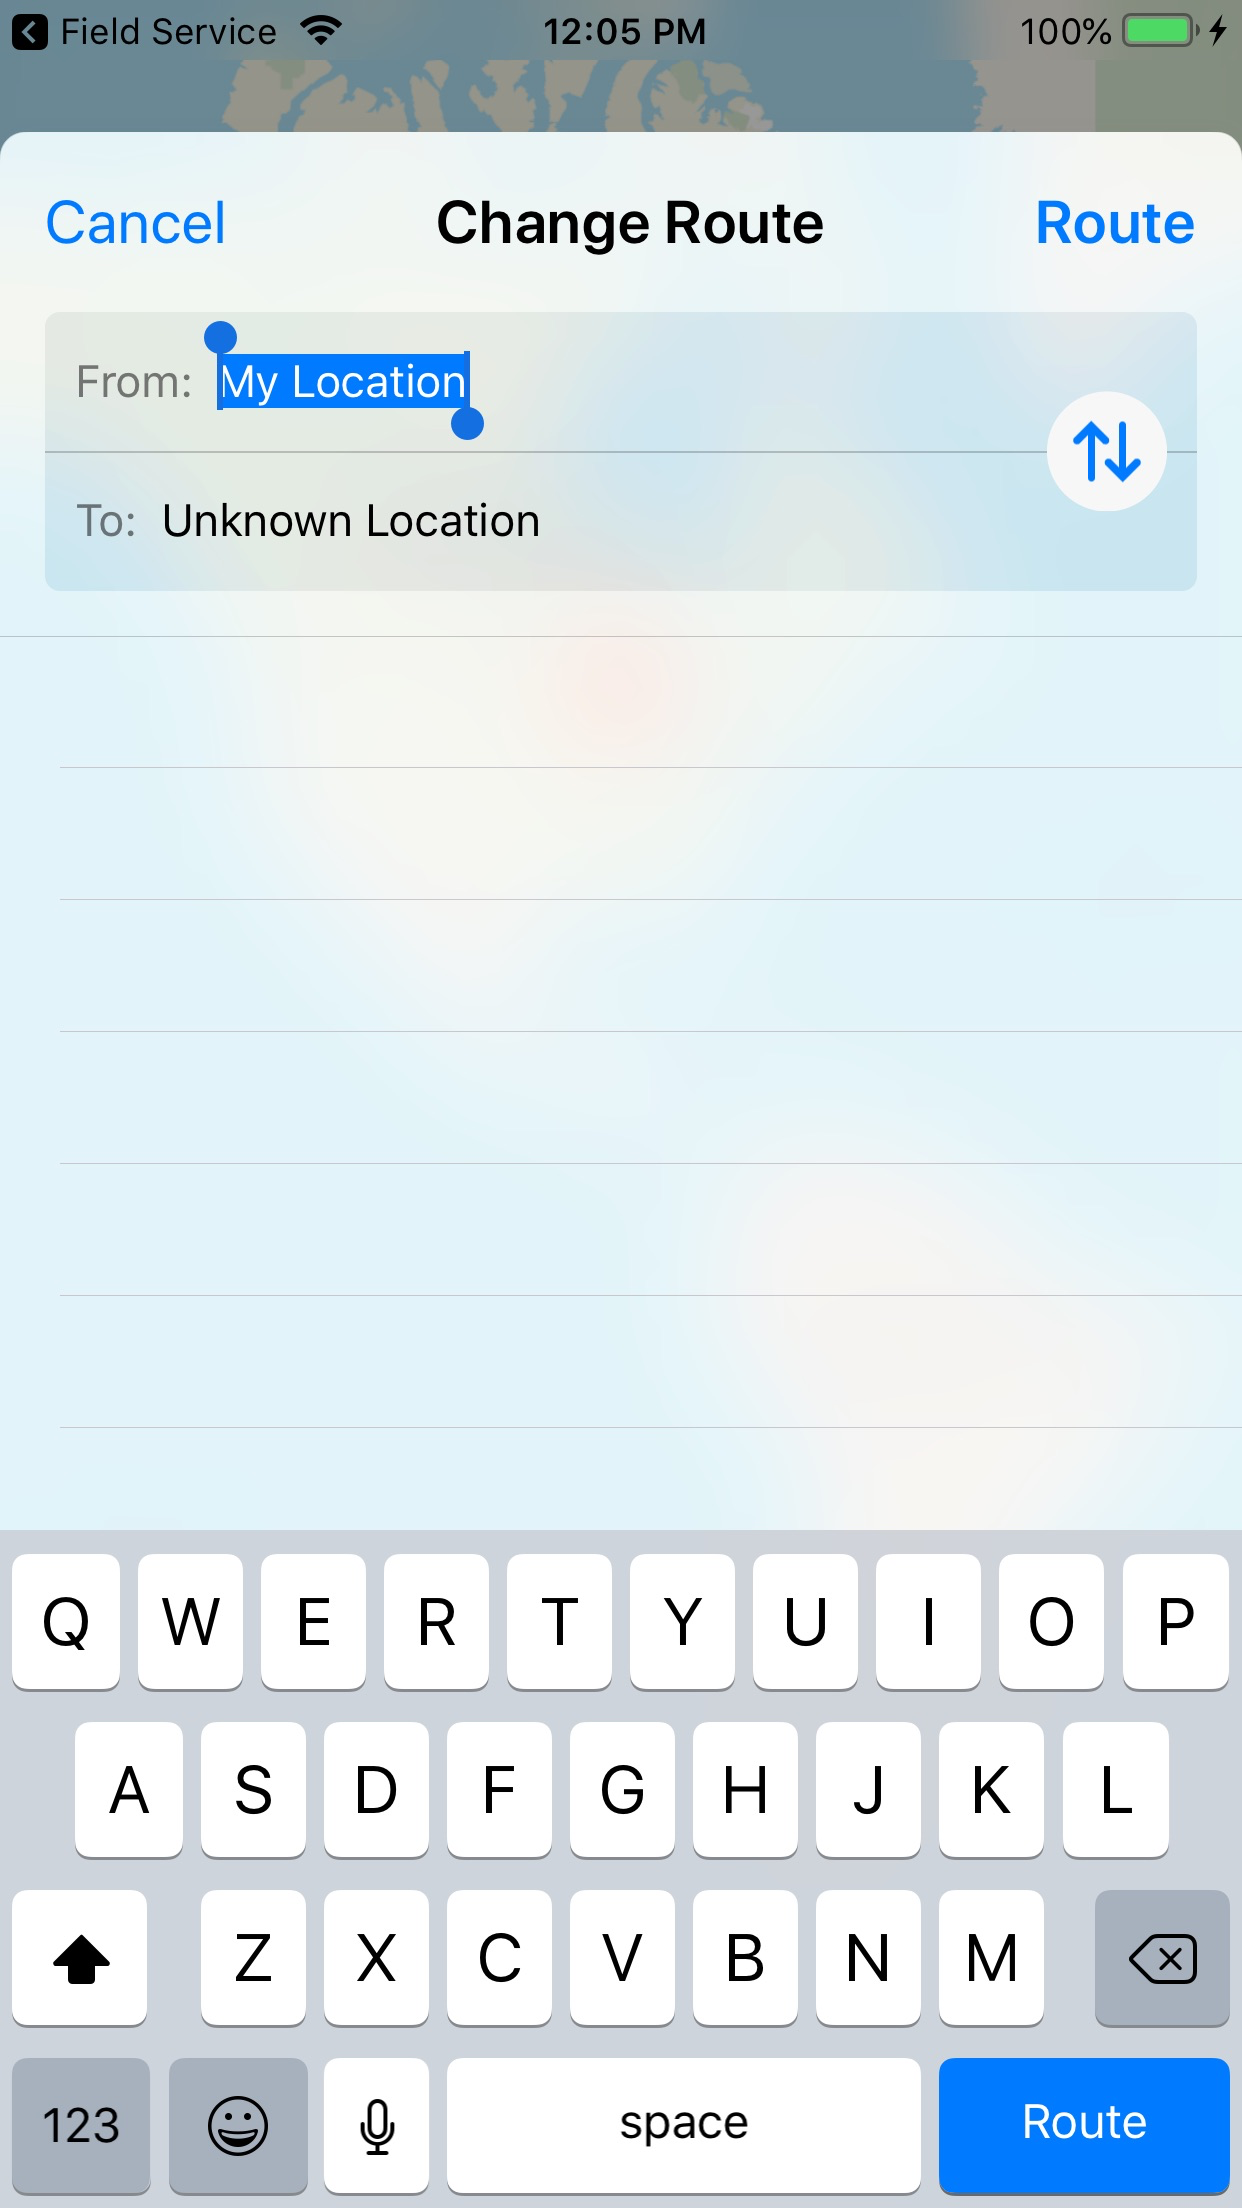 Field Service 12:05 PM 100%
Cancel Change Route Route
From: My Location
To: Unknown Location
Q W E R T Y U I O P
A S D F G H J K L
Z X C V B N M
123 space Route